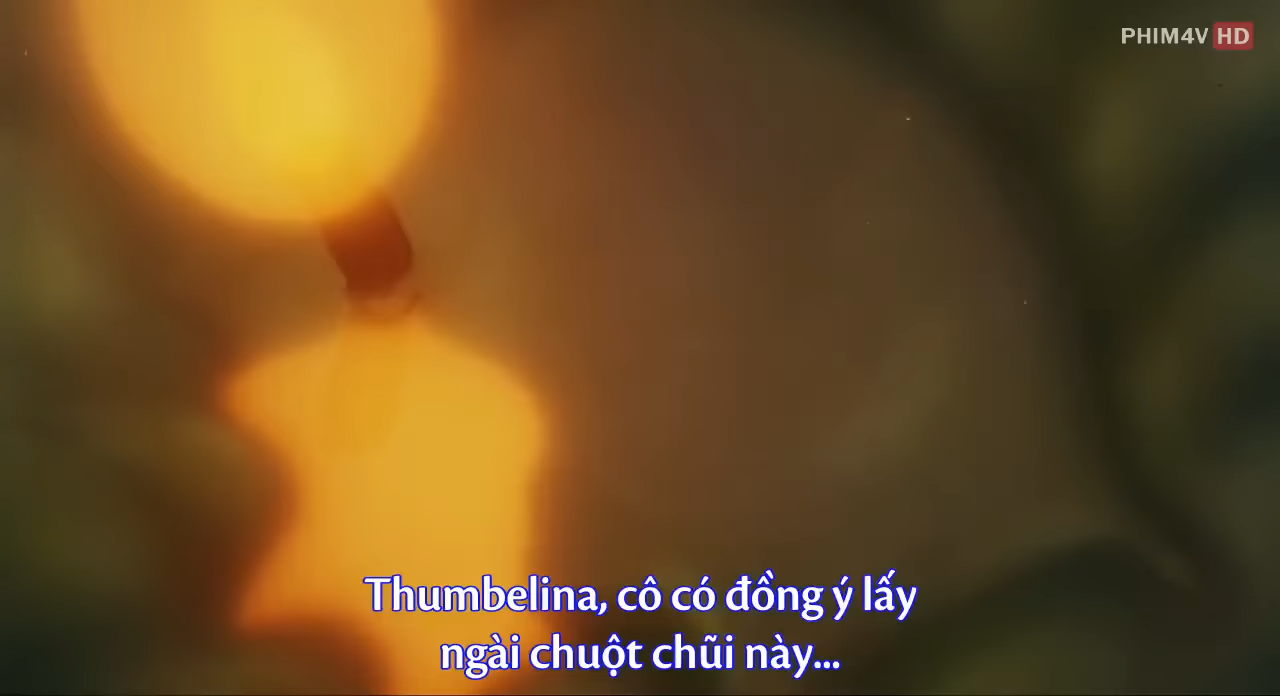 PHIM4V HD
Thumbelina, cô có đồng ý lấy
ngài chuột chũi này...